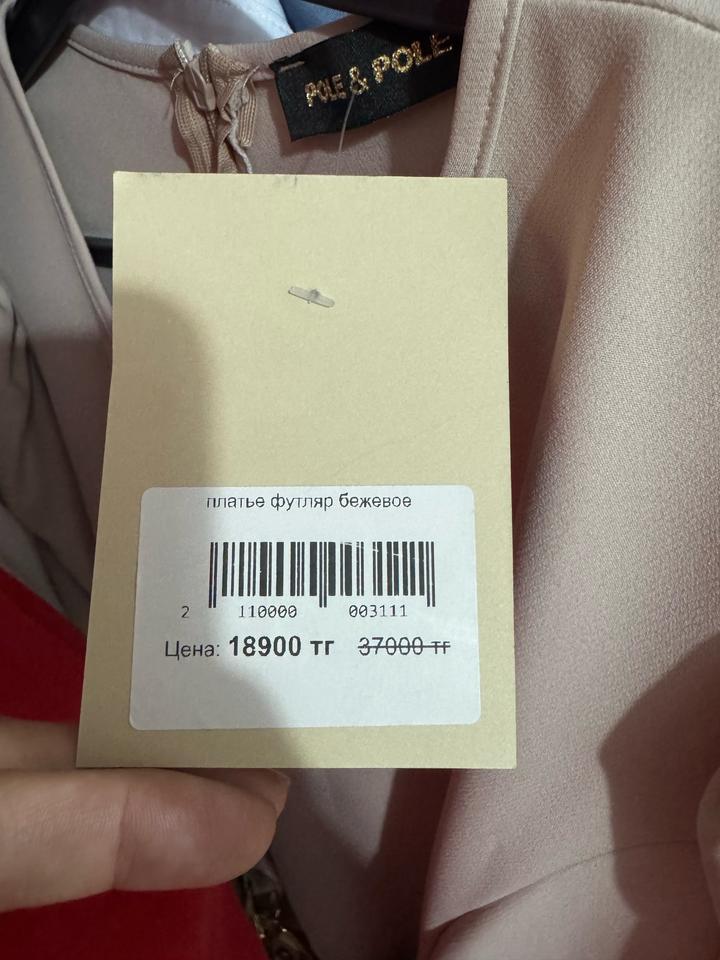 POLE & POLE
платье футляр бежевое
2 110000 003111
Цена: 18900 тг 37000 тг